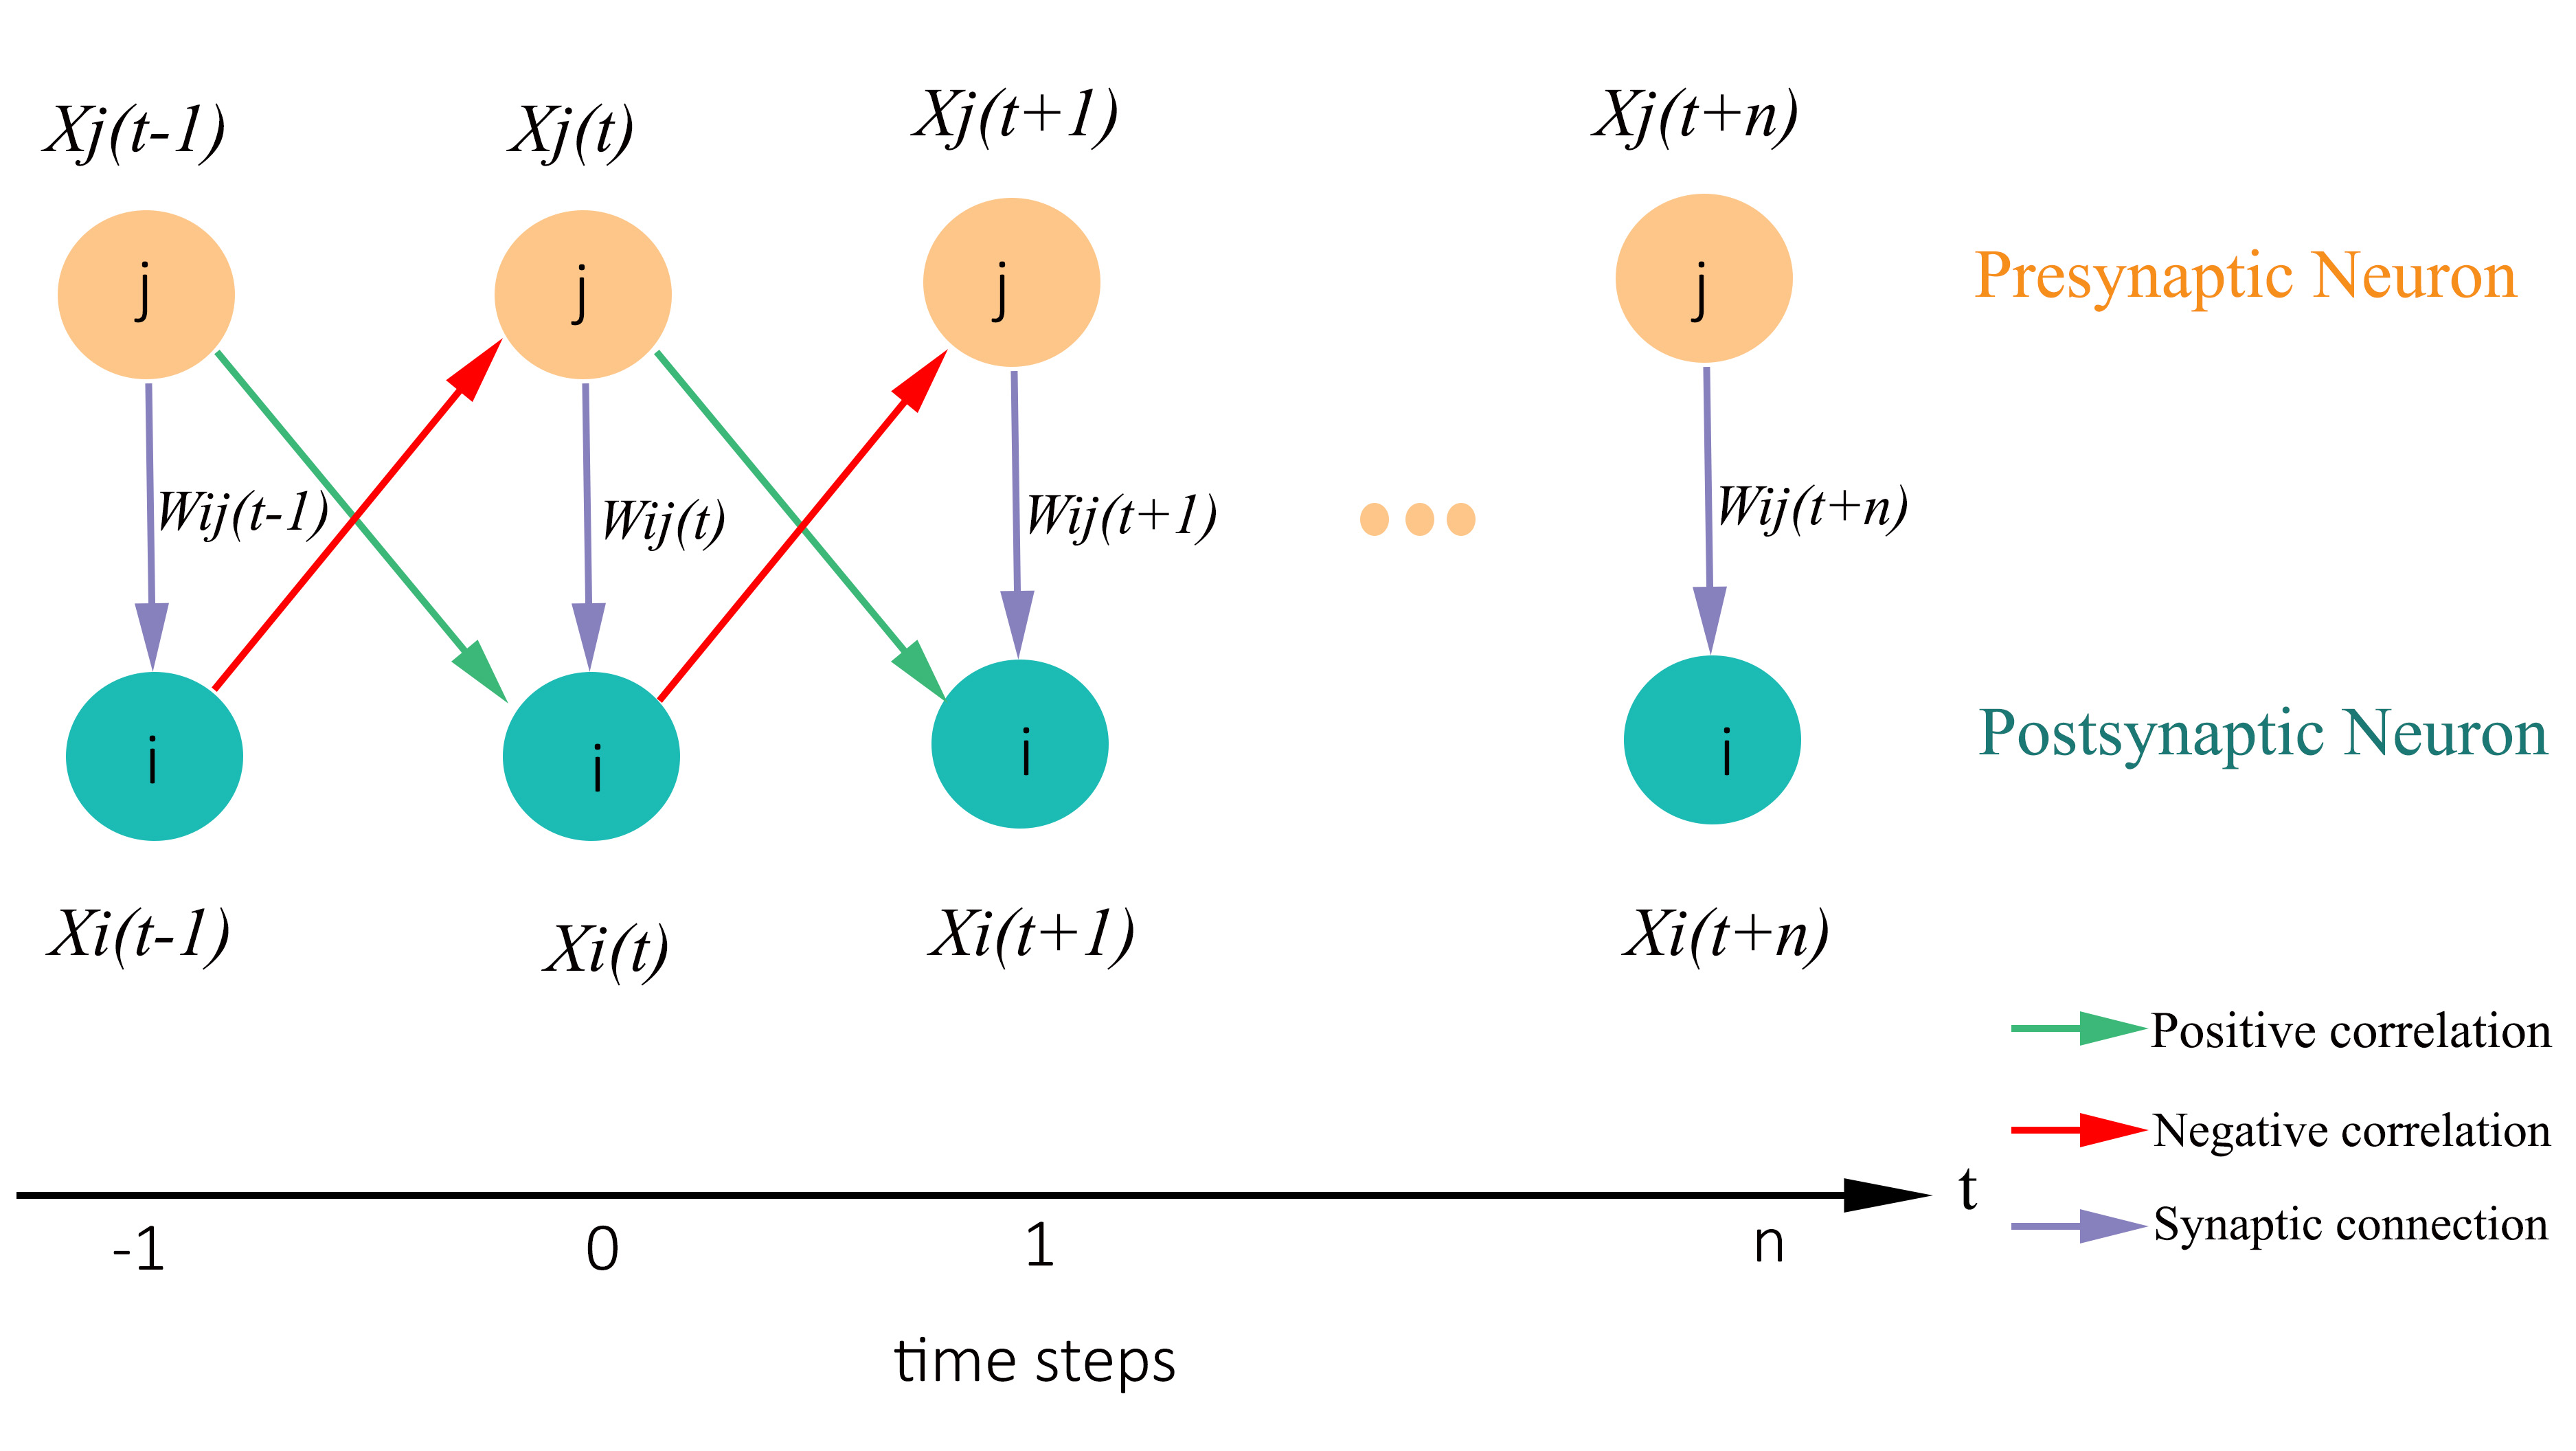 Xj(t-1)
Xj(t)
Xj(t+1)
Xj(t+n)
j
j
j
j
Presynaptic Neuron
Wij(t-1)
Wij(t)
Wij(t+1)
Wij(t+n)
i
i
i
i
Postsynaptic Neuron
Xi(t-1)
Xi(t)
Xi(t+1)
Xi(t+n)
Positive correlation
Negative correlation
Synaptic connection
t
-1
0
1
n
time steps